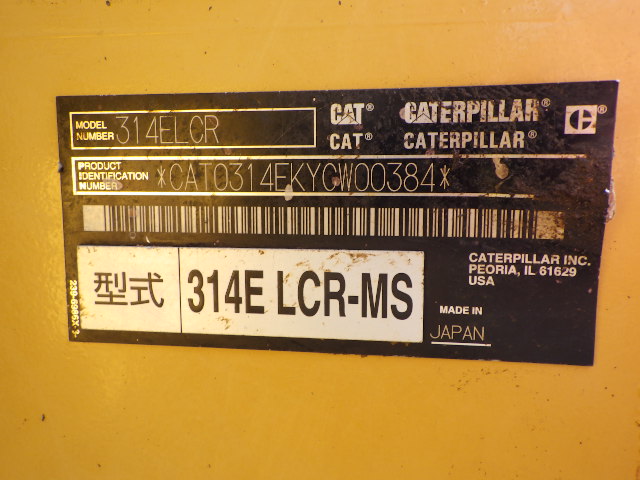 MODEL
NUMBER 314ELCR
CAT® CATERPILLAR®
CAT® CATERPILLAR®
PRODUCT
IDENTIFICATION
NUMBER *CAT0314EKYCW00384*
型式 314E LCR-MS
CATERPILLAR INC.
PEORIA, IL 61629
USA
MADE IN
JAPAN